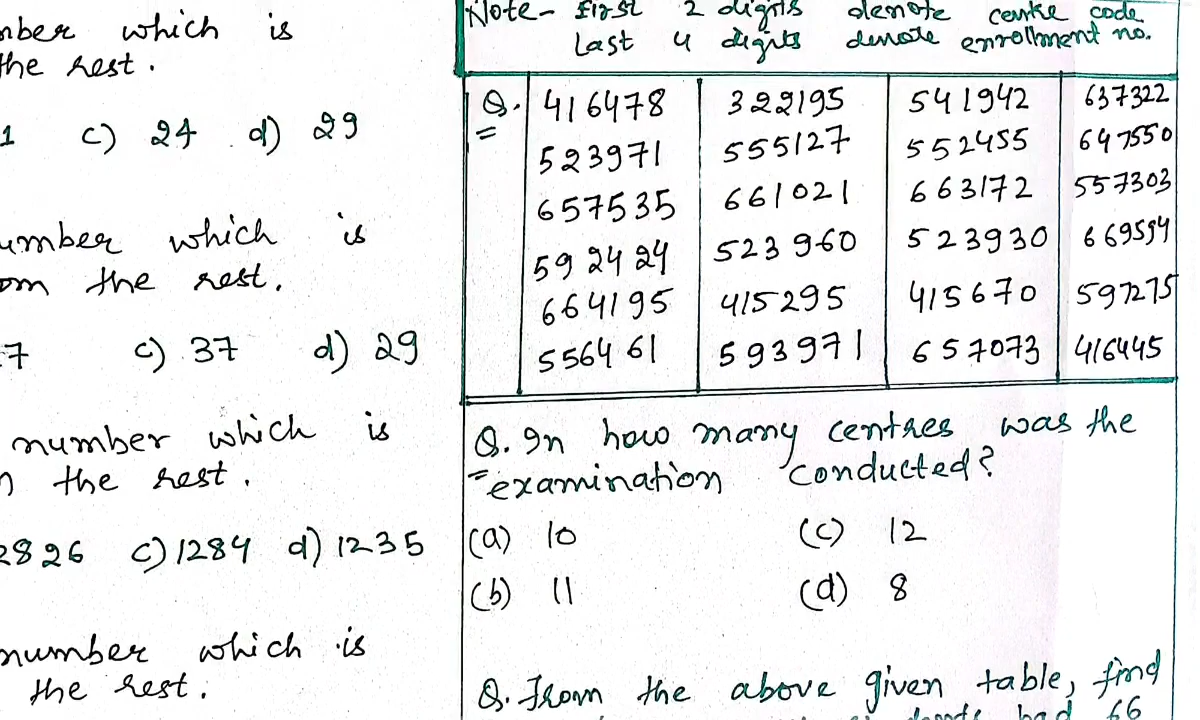 mber which is
the rest.
1 c) 24 d) 29
umber which is
om the rest.
7 c) 37 d) 29
number which is
n the rest.
2826 c) 1284 d) 1235
number which is
the rest.
Note - First 2 digits denote centre code
Last 4 digits denote enrollment no.
Q. 416478 322195 541942 637322
523971 555127 552455 647550
657535 661021 663172 557303
592424 523960 523930 669594
664195 415295 415670 597275
556461 593971 657073 416445
Q. In how many centres was the
examination conducted?
(a) 10 (c) 12
(b) 11 (d) 8
Q. From the above given table, find
had 66